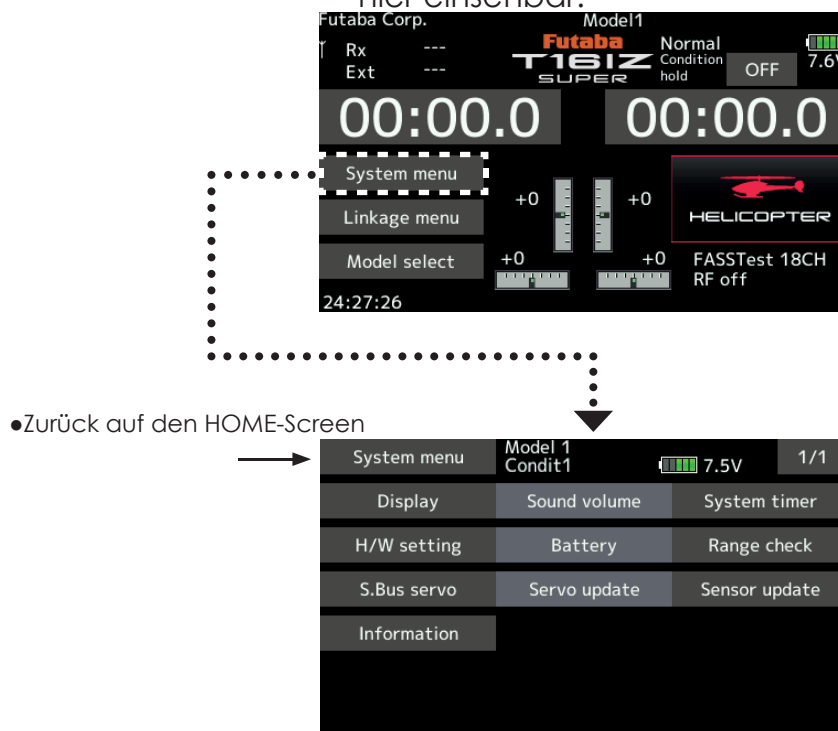 Futaba Corp. Model1
Rx ---
Ext ---
Futaba
T16IZ
SUPER
Normal
Condition
hold
OFF
7.6V
00:00.0 00:00.0
System menu
Linkage menu
Model select
+0 +0
+0 +0
HELICOPTER
FASSTest 18CH
RF off
24:27:26
●Zurück auf den HOME-Screen
System menu
Model 1
Condit1
7.5V
1/1
Display Sound volume System timer
H/W setting Battery Range check
S.Bus servo Servo update Sensor update
Information